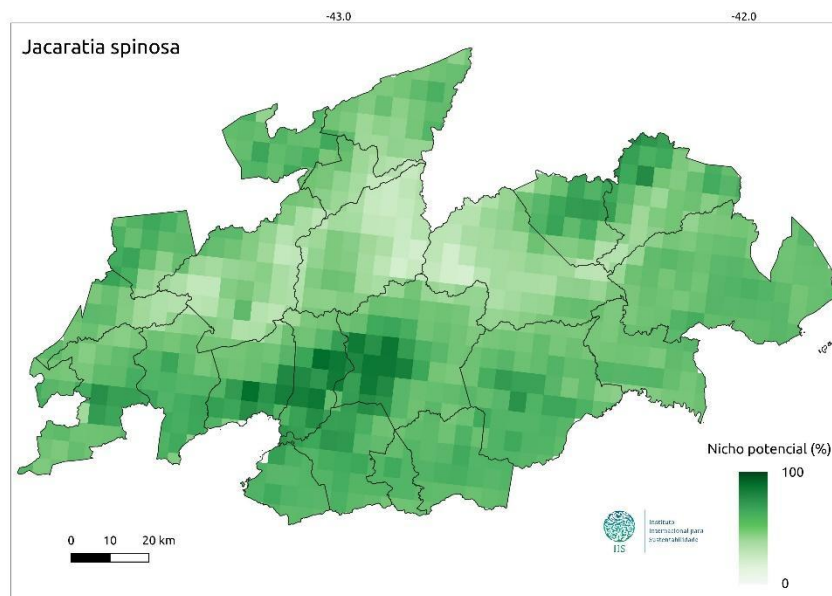 -43.0
-42.0
Jacaratia spinosa
Nicho potencial (%)
100
0
Instituto
Internacional para
Sustentabilidade
IIS
0
10
20 km